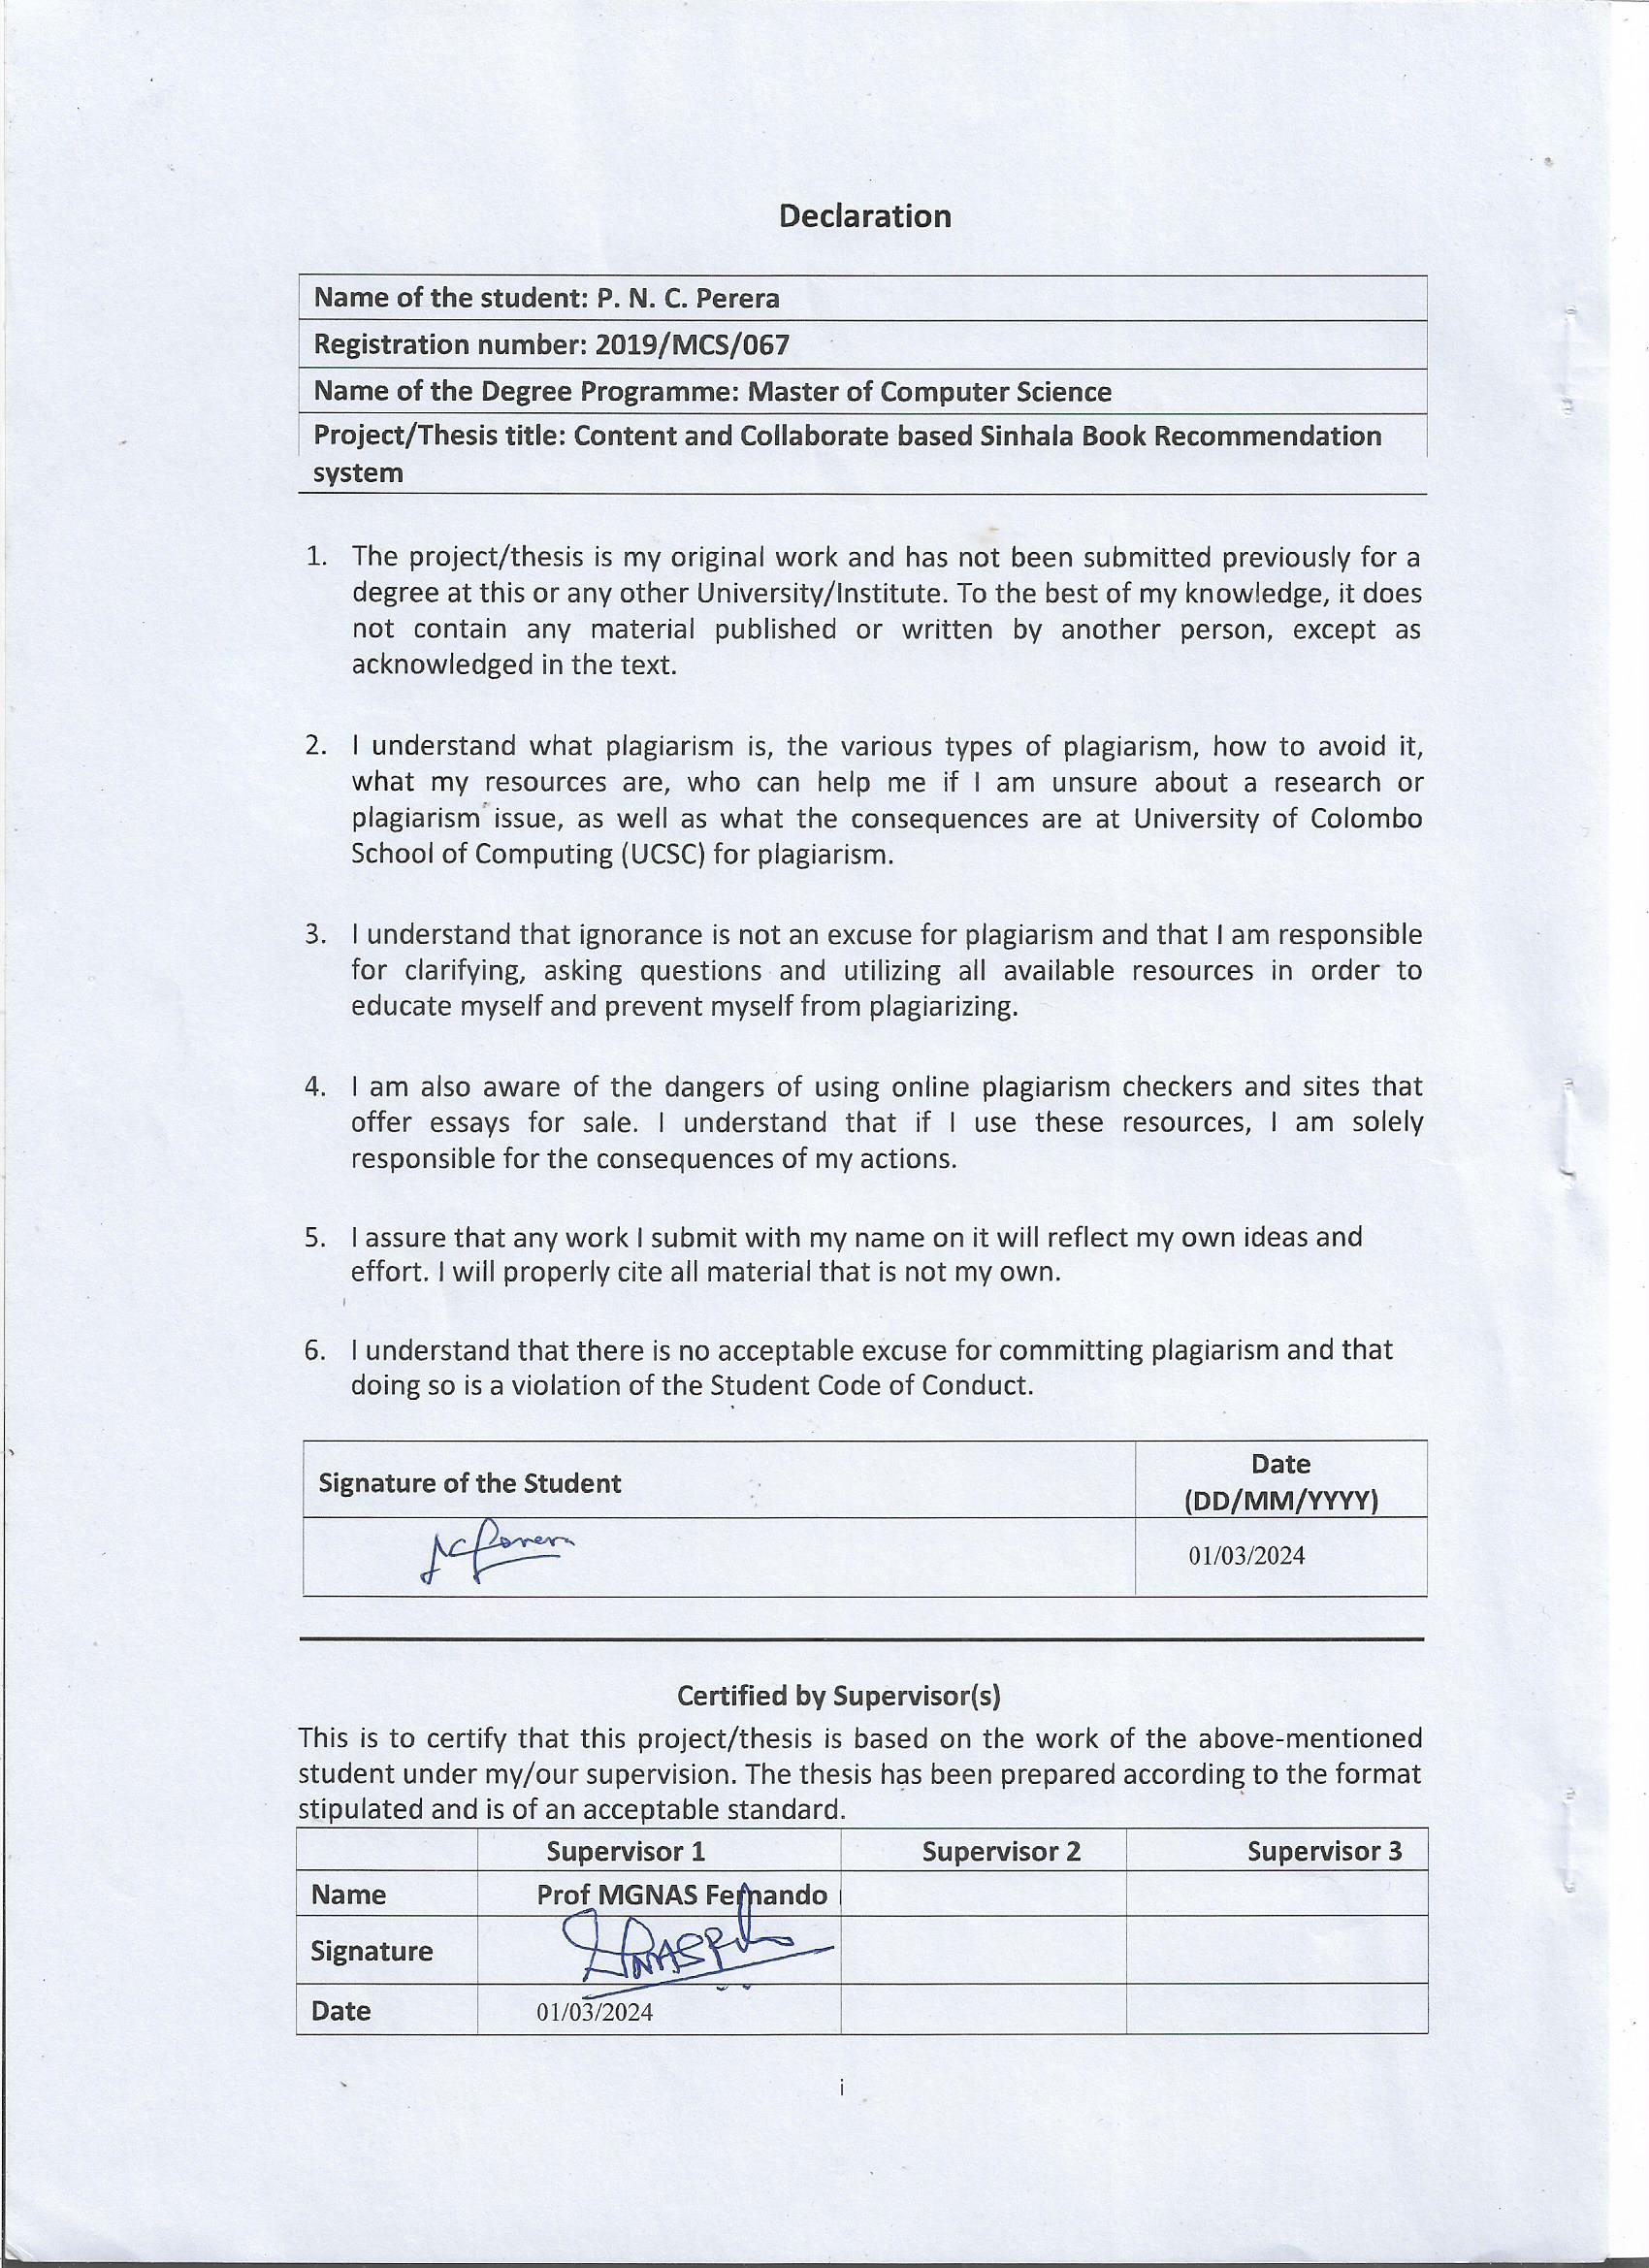 Declaration
Name of the student: P. N. C. Perera
Registration number: 2019/MCS/067
Name of the Degree Programme: Master of Computer Science
Project/Thesis title: Content and Collaborate based Sinhala Book Recommendation
system
1. The project/thesis is my original work and has not been submitted previously for a
degree at this or any other University/Institute. To the best of my knowledge, it does
not contain any material published or written by another person, except as
acknowledged in the text.
2. I understand what plagiarism is, the various types of plagiarism, how to avoid it,
what my resources are, who can help me if I am unsure about a research or
plagiarism issue, as well as what the consequences are at University of Colombo
School of Computing (UCSC) for plagiarism.
3. I understand that ignorance is not an excuse for plagiarism and that I am responsible
for clarifying, asking questions and utilizing all available resources in order to
educate myself and prevent myself from plagiarizing.
4. I am also aware of the dangers of using online plagiarism checkers and sites that
offer essays for sale. I understand that if I use these resources, I am solely
responsible for the consequences of my actions.
5. I assure that any work I submit with my name on it will reflect my own ideas and
effort. I will properly cite all material that is not my own.
6. I understand that there is no acceptable excuse for committing plagiarism and that
doing so is a violation of the Student Code of Conduct.
Signature of the Student
Date
(DD/MM/YYYY)
01/03/2024
Certified by Supervisor(s)
This is to certify that this project/thesis is based on the work of the above-mentioned
student under my/our supervision. The thesis has been prepared according to the format
stipulated and is of an acceptable standard.
Supervisor 1 Supervisor 2 Supervisor 3
Name Prof MGNAS Fernando
Signature
Date 01/03/2024
i